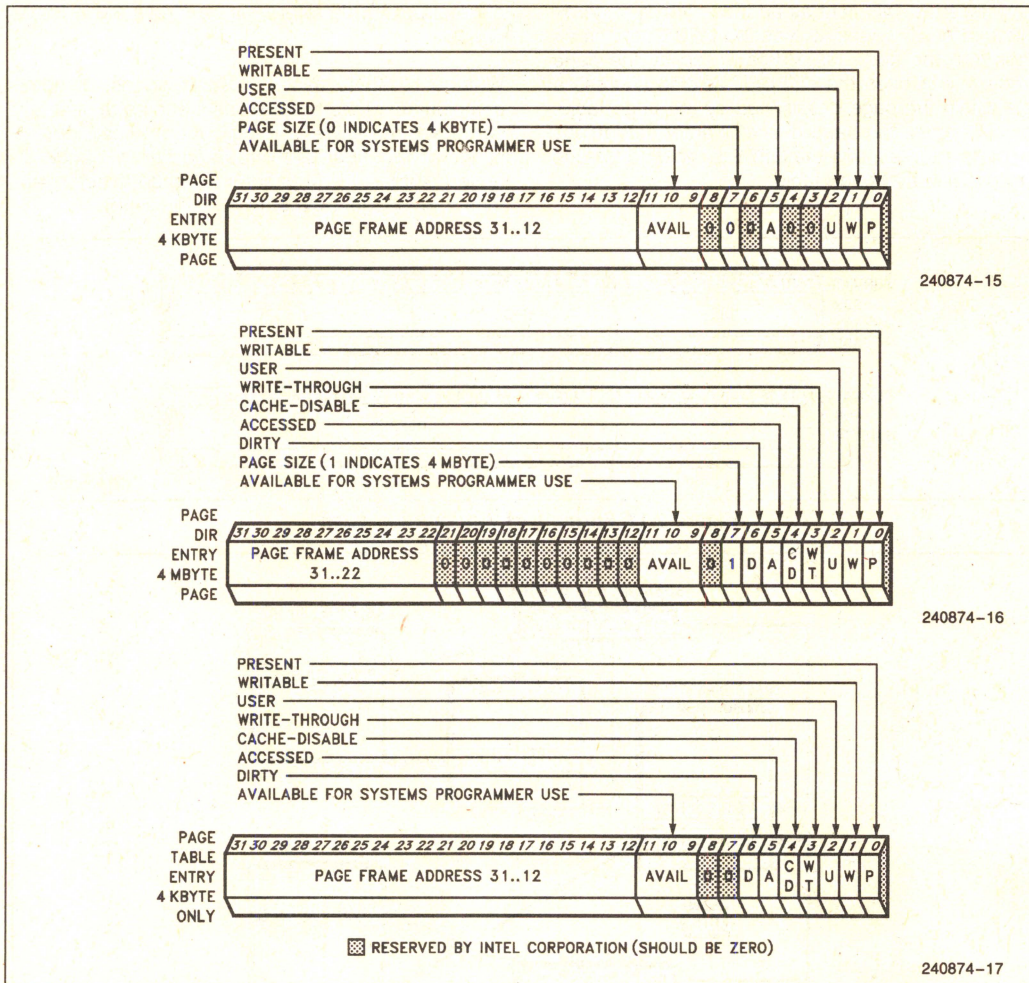 PRESENT
WRITABLE
USER
ACCESSED
PAGE SIZE (0 INDICATES 4 KBYTE)
AVAILABLE FOR SYSTEMS PROGRAMMER USE
PAGE
DIR
ENTRY
4 KBYTE
PAGE
31 30 29 28 27 26 25 24 23 22 21 20 19 18 17 16 15 14 13 12 11 10 9 8 7 6 5 4 3 2 1 0
PAGE FRAME ADDRESS 31..12 AVAIL 0 0 0 A 0 0 U W P
240874-15
PRESENT
WRITABLE
USER
WRITE-THROUGH
CACHE-DISABLE
ACCESSED
DIRTY
PAGE SIZE (1 INDICATES 4 MBYTE)
AVAILABLE FOR SYSTEMS PROGRAMMER USE
PAGE
DIR
ENTRY
4 MBYTE
PAGE
31 30 29 28 27 26 25 24 23 22 21 20 19 18 17 16 15 14 13 12 11 10 9 8 7 6 5 4 3 2 1 0
PAGE FRAME ADDRESS
31..22
0 0 0 0 0 0 0 0 0 0 AVAIL 0 1 D A CD WT U W P
240874-16
PRESENT
WRITABLE
USER
WRITE-THROUGH
CACHE-DISABLE
ACCESSED
DIRTY
AVAILABLE FOR SYSTEMS PROGRAMMER USE
PAGE
TABLE
ENTRY
4 KBYTE
ONLY
31 30 29 28 27 26 25 24 23 22 21 20 19 18 17 16 15 14 13 12 11 10 9 8 7 6 5 4 3 2 1 0
PAGE FRAME ADDRESS 31..12 AVAIL 0 0 D A CD WT U W P
RESERVED BY INTEL CORPORATION (SHOULD BE ZERO)
240874-17